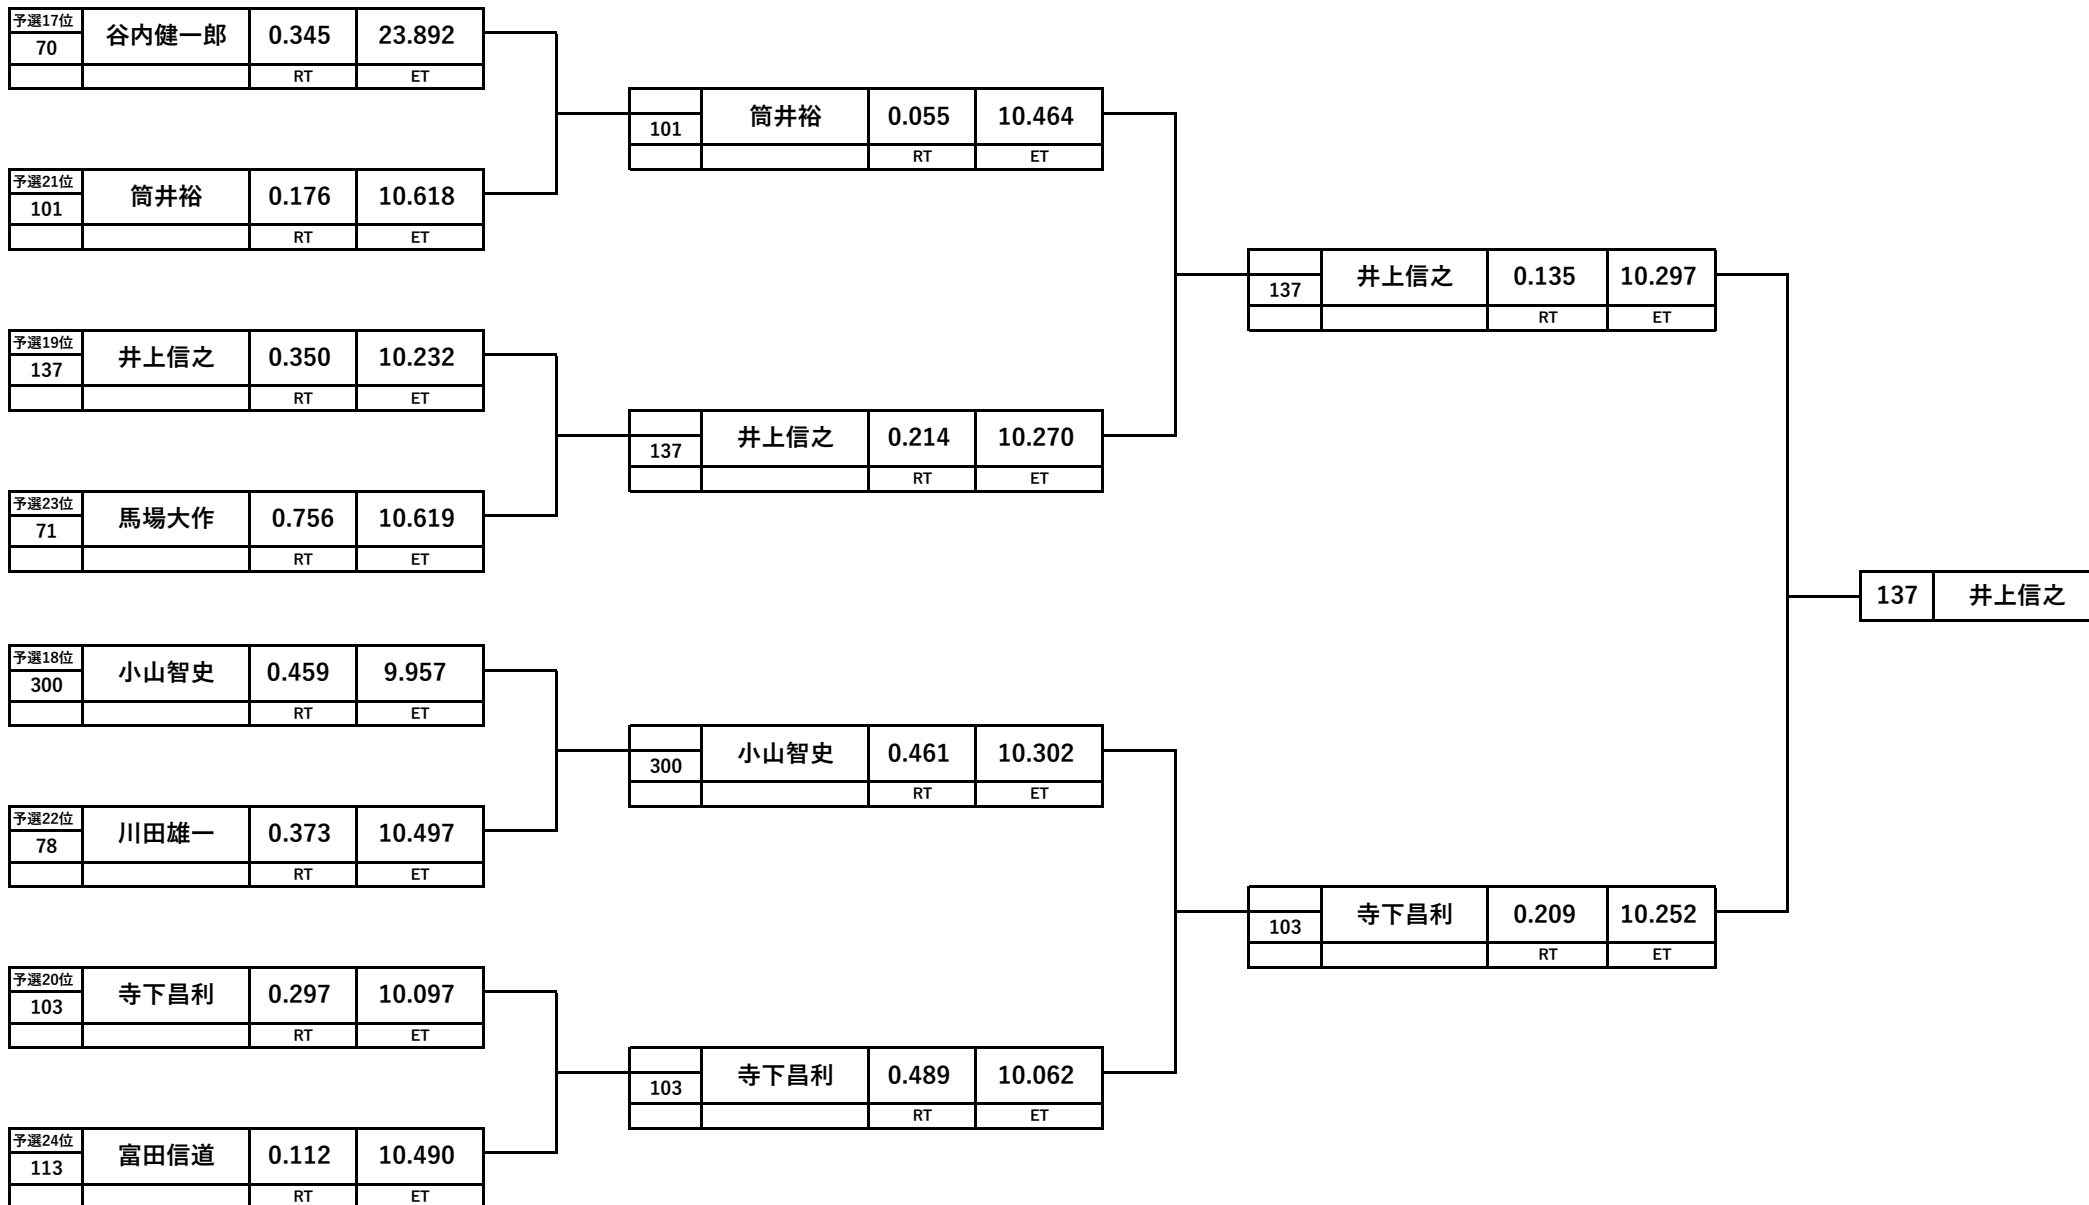 予選17位
70 谷内健一郎 0.345 23.892
RT ET
予選21位
101 筒井裕 0.176 10.618
RT ET
予選19位
137 井上信之 0.350 10.232
RT ET
予選23位
71 馬場大作 0.756 10.619
RT ET
予選18位
300 小山智史 0.459 9.957
RT ET
予選22位
78 川田雄一 0.373 10.497
RT ET
予選20位
103 寺下昌利 0.297 10.097
RT ET
予選24位
113 富田信道 0.112 10.490
RT ET
101 筒井裕 0.055 10.464
RT ET
137 井上信之 0.214 10.270
RT ET
300 小山智史 0.461 10.302
RT ET
103 寺下昌利 0.489 10.062
RT ET
137 井上信之 0.135 10.297
RT ET
103 寺下昌利 0.209 10.252
RT ET
137 井上信之